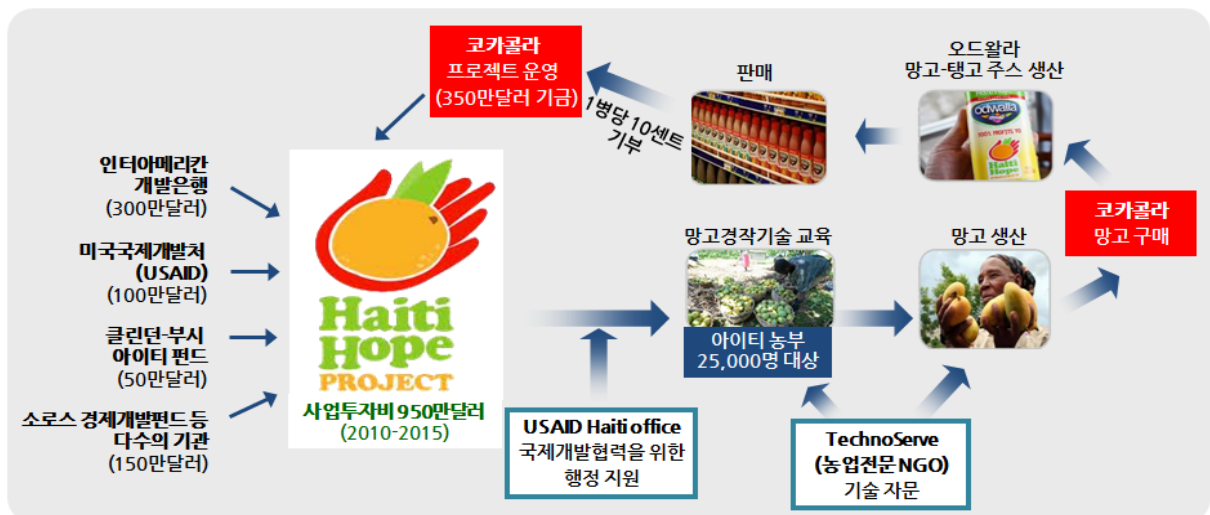 코카콜라
프로젝트 운영
(350만달러 기금)
1병당 10센트
기부
판매
오드왈라
망고-탱고 주스 생산
odwalla
100% PROFITS TO
Haiti
Hope
인터아메리칸
개발은행
(300만달러)
미국국제개발처
(USAID)
(100만달러)
클린턴-부시
아이티 펀드
(50만달러)
소로스 경제개발펀드 등
다수의 기관
(150만달러)
Haiti
Hope
PROJECT
사업투자비 950만달러
(2010-2015)
망고경작기술 교육
아이티 농부
25,000명 대상
망고 생산
코카콜라
망고 구매
USAID Haiti office
국제개발협력을 위한
행정 지원
TechnoServe
(농업전문 NGO)
기술 자문